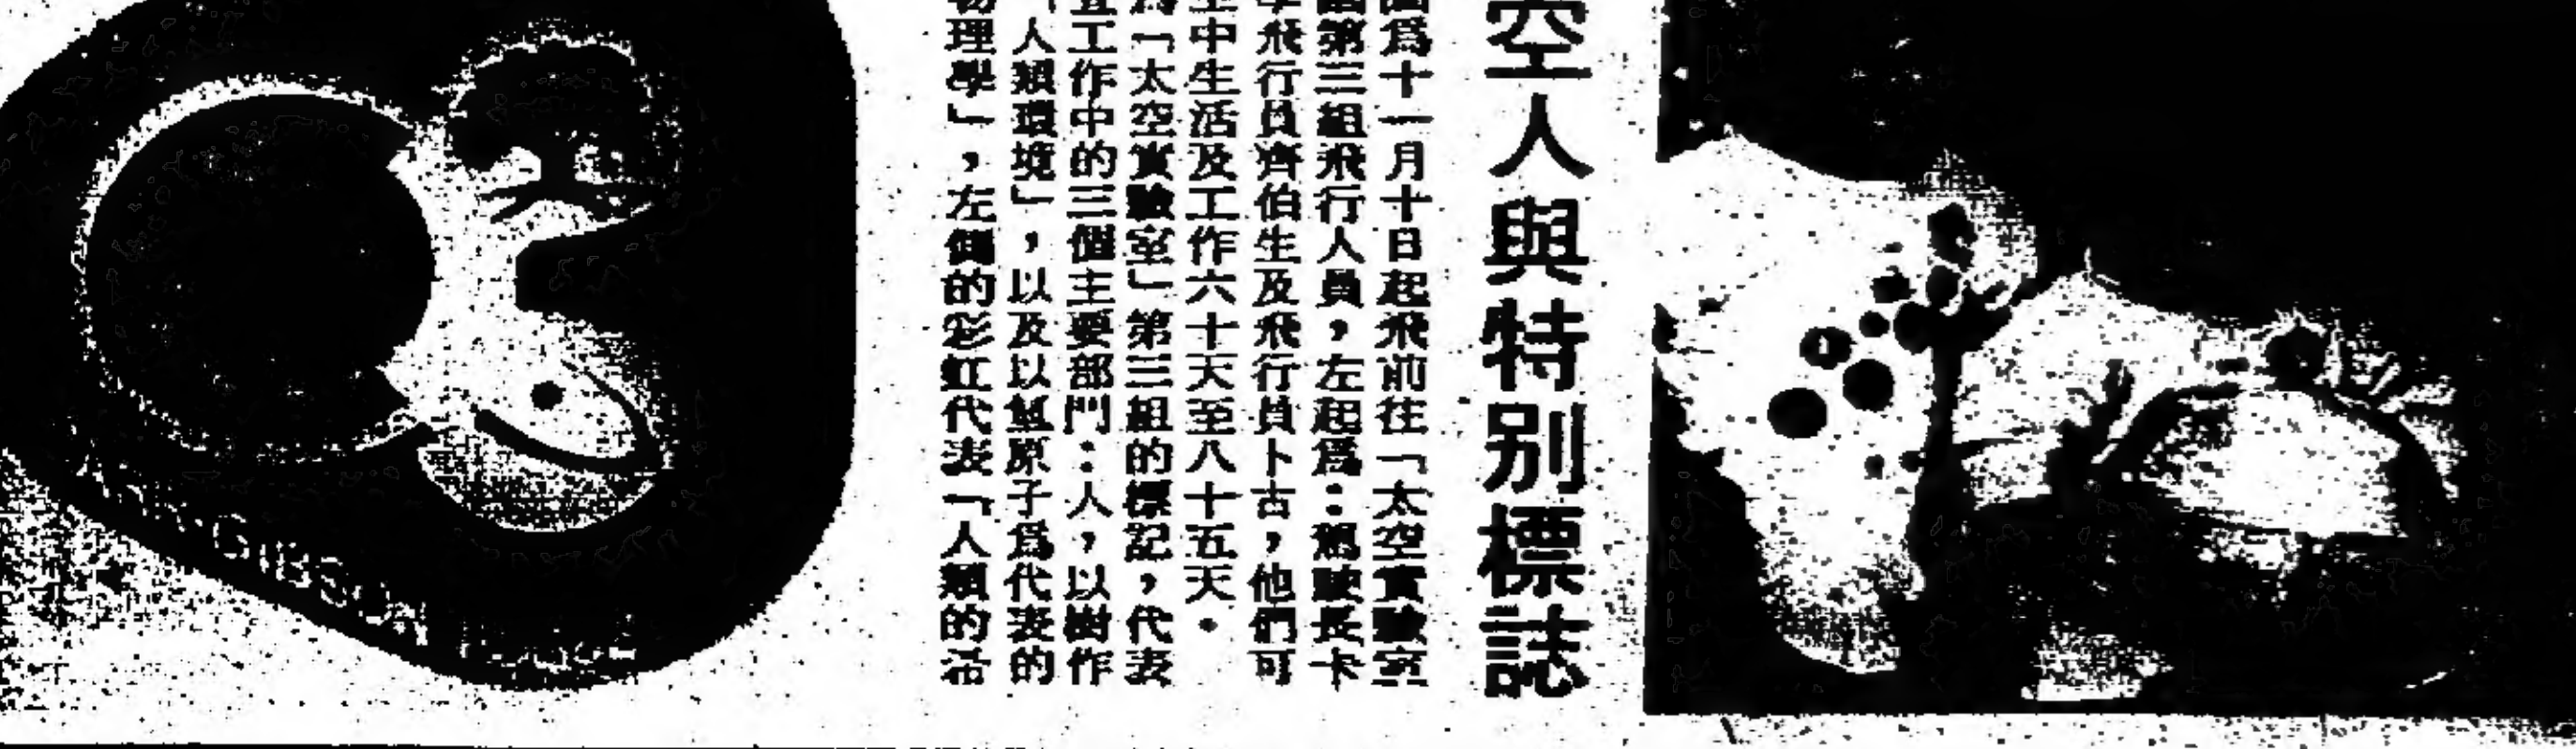 空人與特别標誌
圖爲十一月十日起飛前往「太空實驗室
第三組飛行人員，左起爲：駕駛長卡
學飛行員齊伯生及飛行員卜古，他們可
空中生活及工作六十天至八十五天。
爲「太空實驗室」第三組的標記，代表
宜工作中的三個主要部門：人，以樹作
「人類環境」，以及以氫原子爲代表的
物理學」，左側的彩虹代表「人類的活
GIBSON